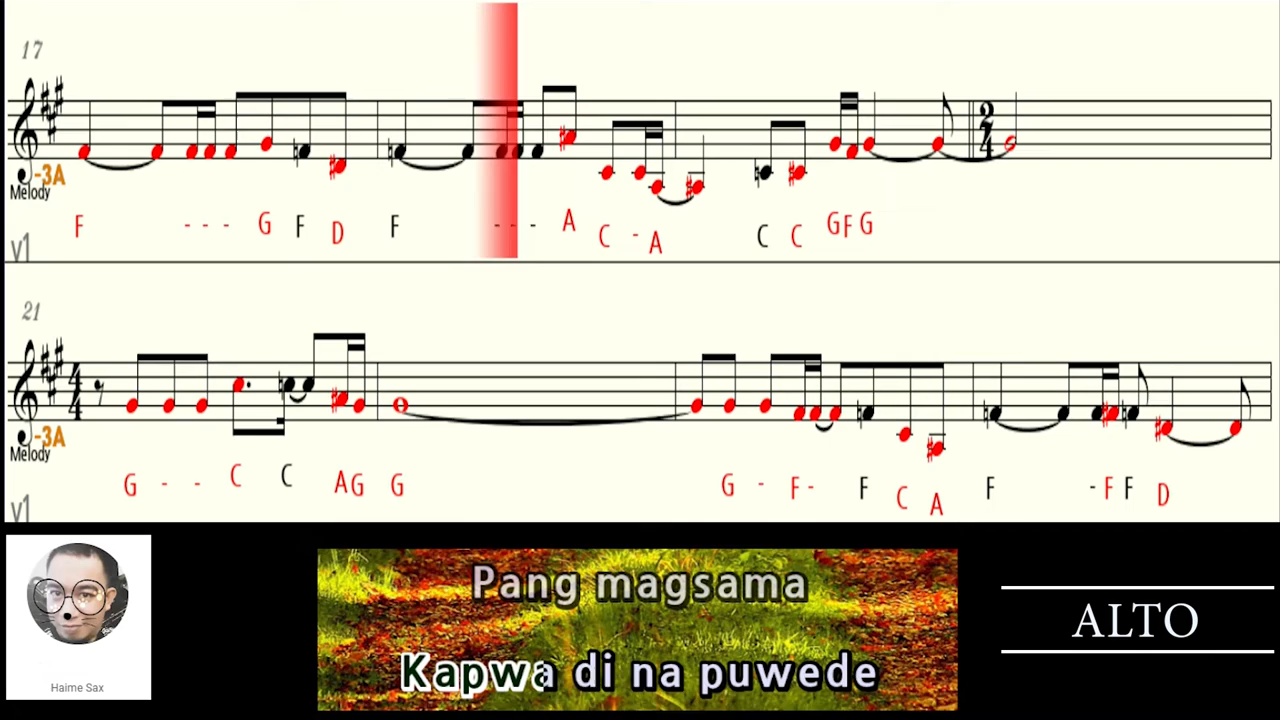 17
-3A
Melody
F - - - G F D F - - - A C - A C C G F G
2
4
v1
21
4
4
-3A
Melody
G - - C C A G G G - F - F C A F - F F D
v1
Pang magsama
Kapwa di na puwede
Haime Sax
ALTO